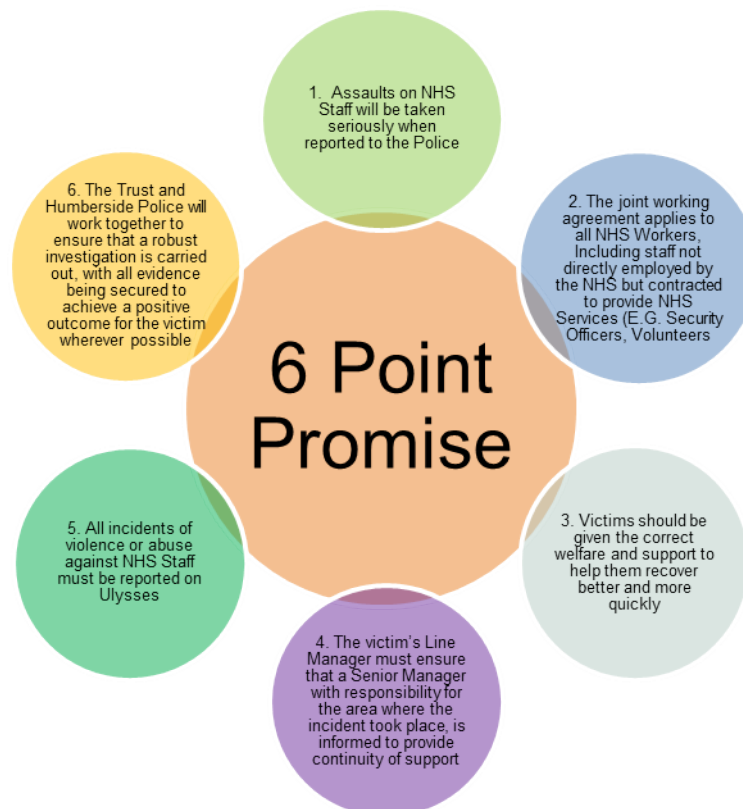 1. Assaults on NHS
Staff will be taken
seriously when
reported to the Police
2. The joint working
agreement applies to
all NHS Workers,
Including staff not
directly employed by
the NHS but contracted
to provide NHS
Services (E.G. Security
Officers, Volunteers
3. Victims should be
given the correct
welfare and support to
help them recover
better and more
quickly
4. The victim's Line
Manager must ensure
that a Senior Manager
with responsibility for
the area where the
incident took place, is
informed to provide
continuity of support
5. All incidents of
violence or abuse
against NHS Staff
must be reported on
Ulysses
6. The Trust and
Humberside Police will
work together to
ensure that a robust
investigation is carried
out, with all evidence
being secured to
achieve a positive
outcome for the victim
wherever possible
6 Point
Promise